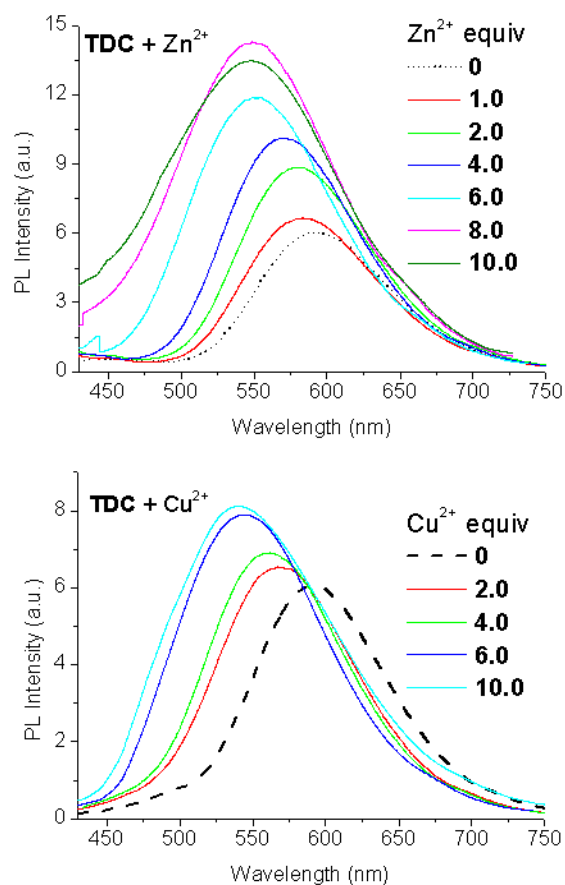 TDC + Zn²⁺
Zn²⁺ equiv
0
1.0
2.0
4.0
6.0
8.0
10.0
15
12
9
6
3
0
PL Intensity (a.u.)
450 500 550 600 650 700 750
Wavelength (nm)
TDC + Cu²⁺
Cu²⁺ equiv
0
2.0
4.0
6.0
10.0
8
6
4
2
0
PL Intensity (a.u.)
450 500 550 600 650 700 750
Wavelength (nm)